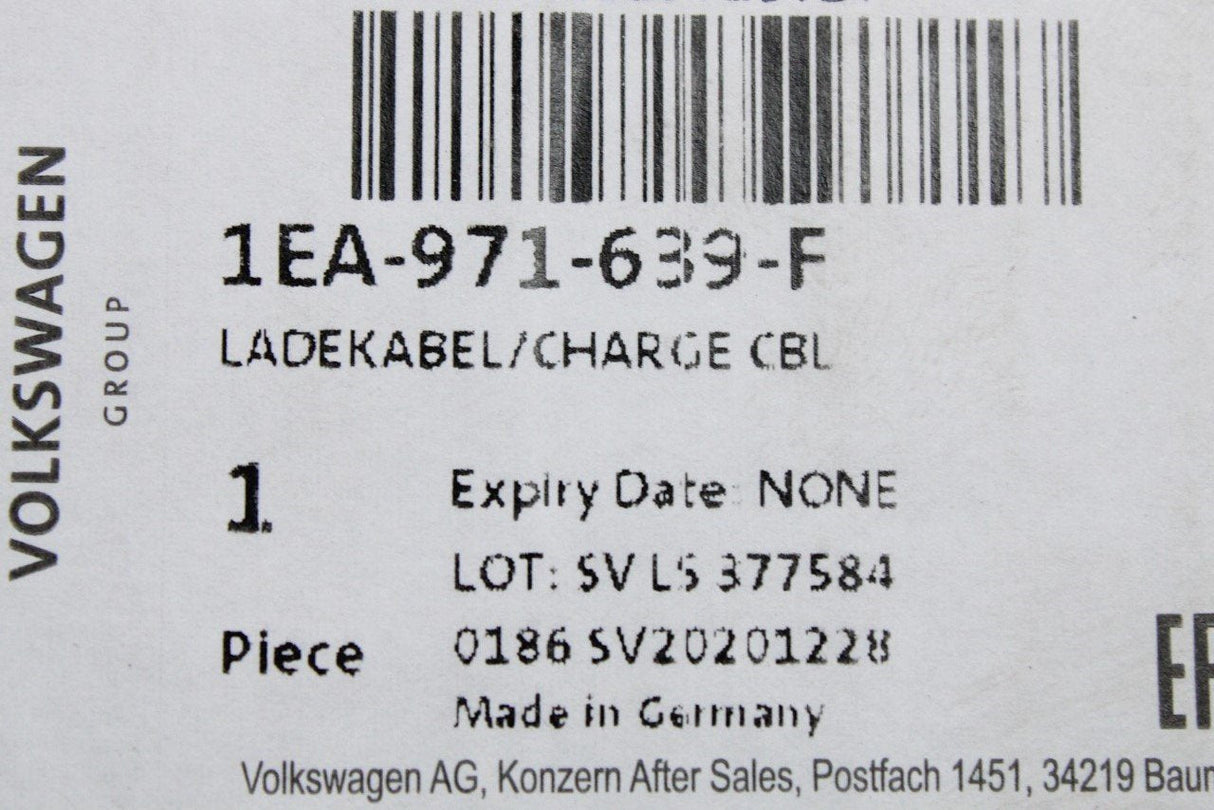 VOLKSWAGEN
GROUP
1EA-971-639-F
LADEKABEL/CHARGE CBL
1
Expiry Date: NONE
LOT: SV LS 377584
Piece
0186 SV20201228
Made in Germany
Volkswagen AG, Konzern After Sales, Postfach 1451, 34219